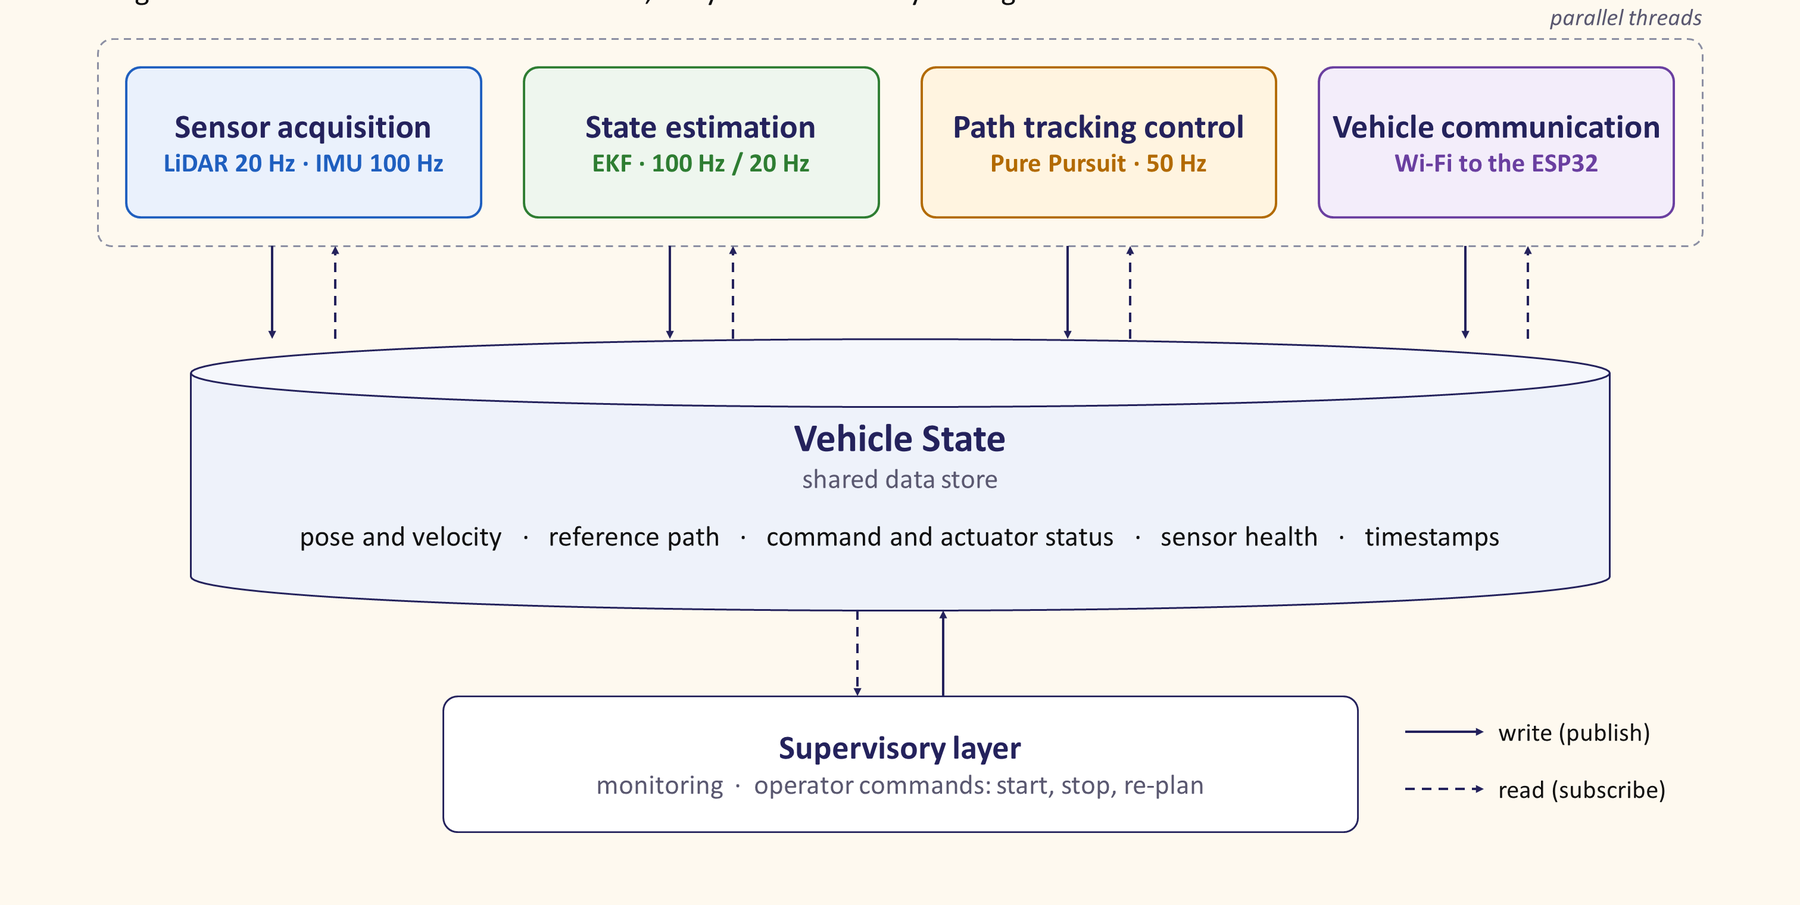 parallel threads
Sensor acquisition
LiDAR 20 Hz · IMU 100 Hz
State estimation
EKF · 100 Hz / 20 Hz
Path tracking control
Pure Pursuit · 50 Hz
Vehicle communication
Wi-Fi to the ESP32
Vehicle State
shared data store
pose and velocity · reference path · command and actuator status · sensor health · timestamps
Supervisory layer
monitoring · operator commands: start, stop, re-plan
write (publish)
read (subscribe)